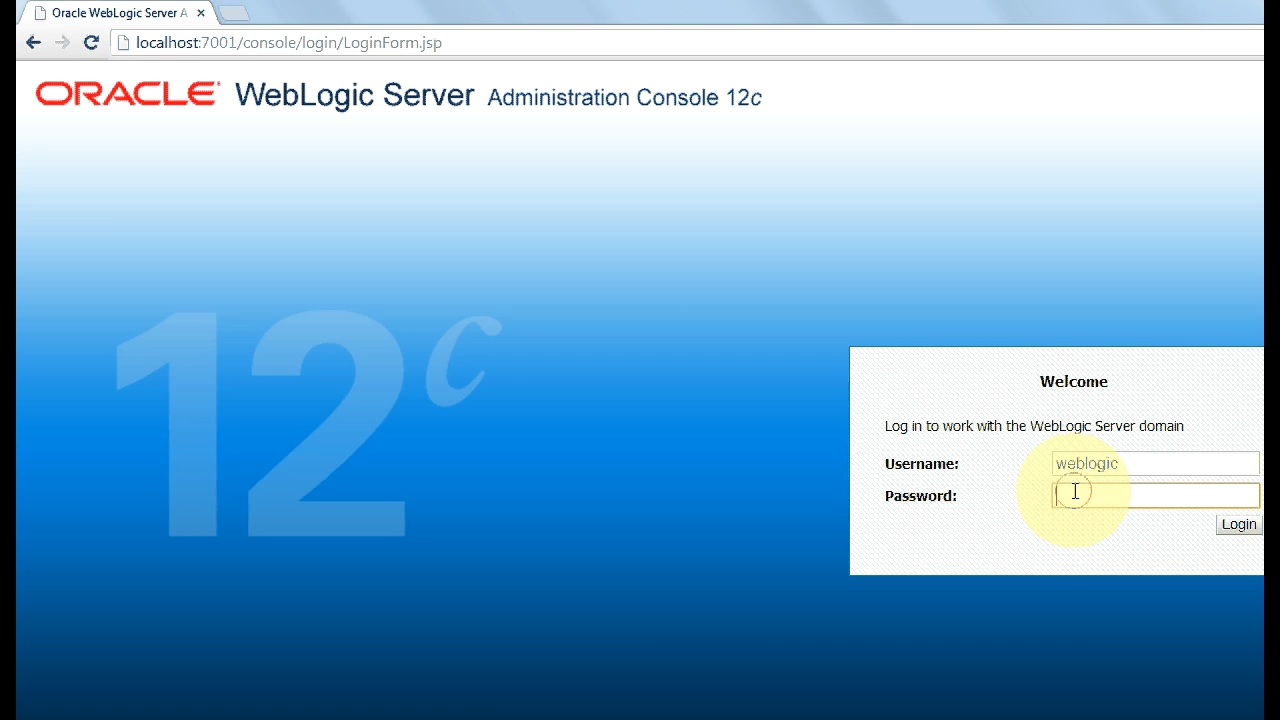 Oracle WebLogic Server A
localhost:7001/console/login/LoginForm.jsp
ORACLE WebLogic Server Administration Console 12c
12c
Welcome
Log in to work with the WebLogic Server domain
Username: weblogic
Password:
Login